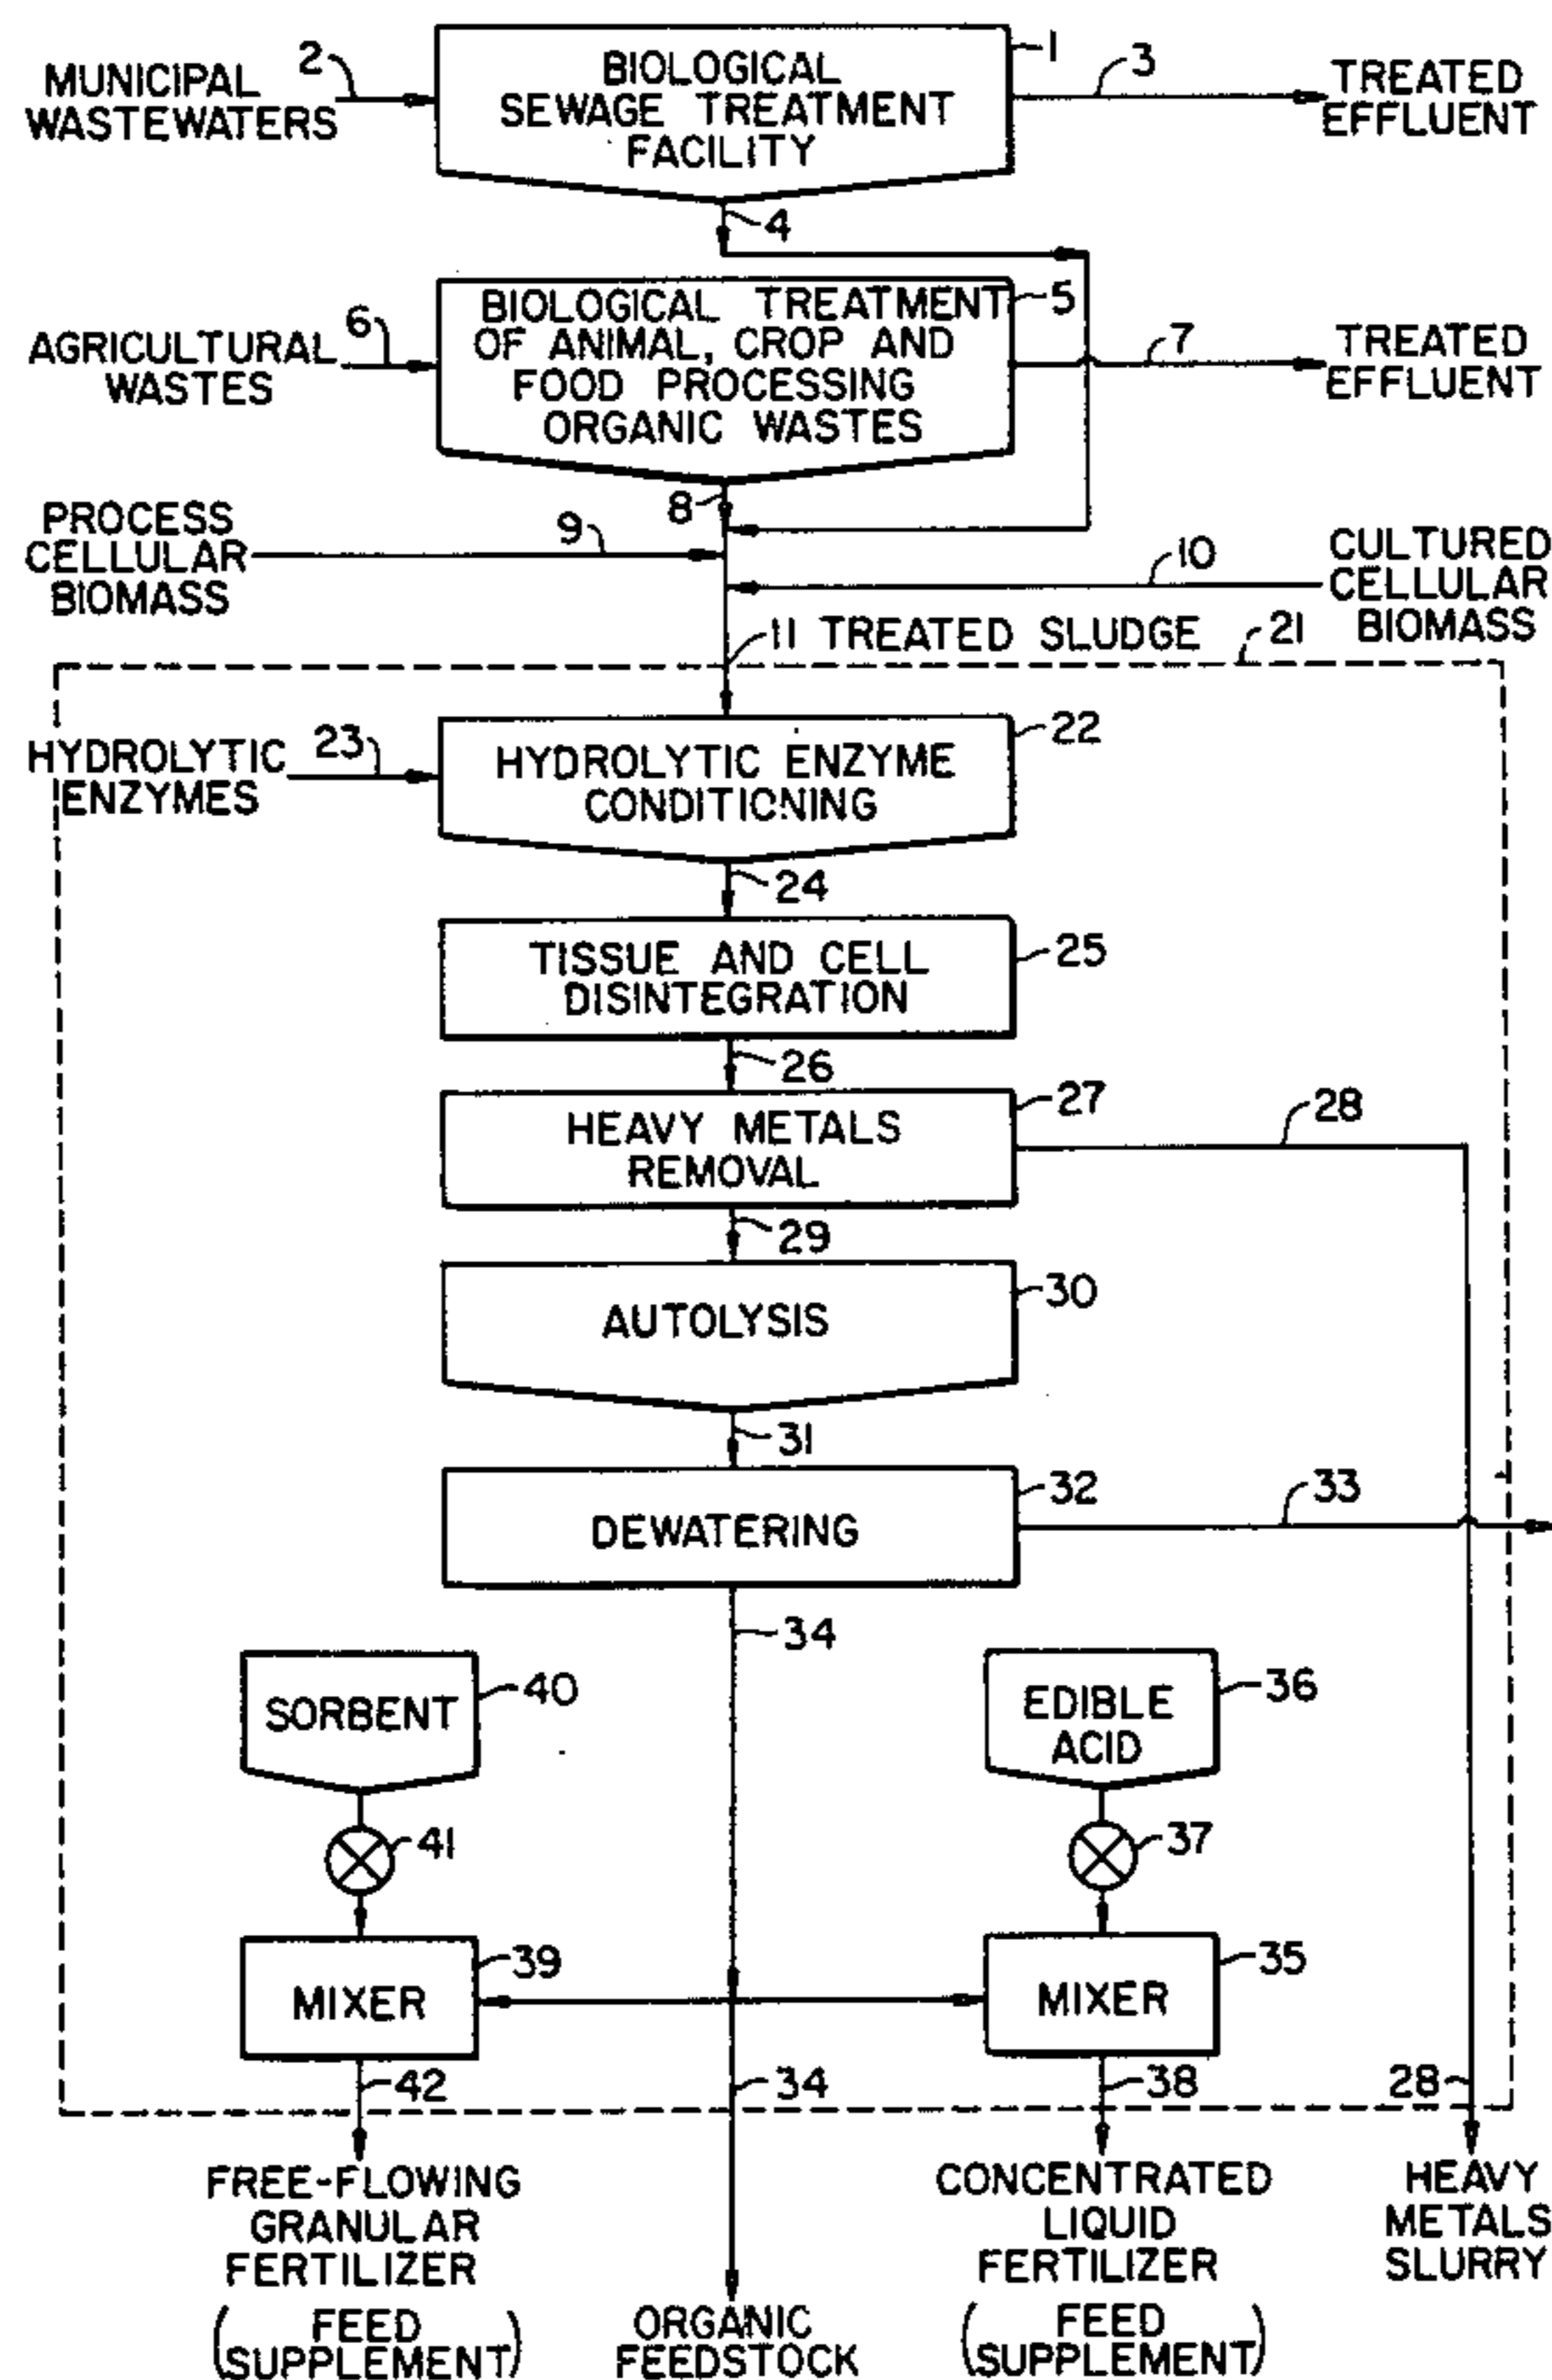 1
2
3
MUNICIPAL
WASTEWATERS
BIOLOGICAL
SEWAGE TREATMENT
FACILITY
TREATED
EFFLUENT
4
5
6
7
AGRICULTURAL
WASTES
BIOLOGICAL TREATMENT
OF ANIMAL, CROP AND
FOOD PROCESSING
ORGANIC WASTES
TREATED
EFFLUENT
8
PROCESS
CELLULAR
BIOMASS
9
10
CULTURED
CELLULAR
BIOMASS
11 TREATED SLUDGE
21
22
HYDROLYTIC
ENZYMES
23
HYDROLYTIC ENZYME
CONDITIONING
24
TISSUE AND CELL
DISINTEGRATION
25
26
HEAVY METALS
REMOVAL
27
28
29
AUTOLYSIS
30
31
DEWATERING
32
33
34
SORBENT
40
EDIBLE
ACID
36
41
37
MIXER
39
MIXER
35
42
34
38
28
FREE-FLOWING
GRANULAR
FERTILIZER
(FEED
SUPPLEMENT)
ORGANIC
FEEDSTOCK
CONCENTRATED
LIQUID
FERTILIZER
(FEED
SUPPLEMENT)
HEAVY
METALS
SLURRY